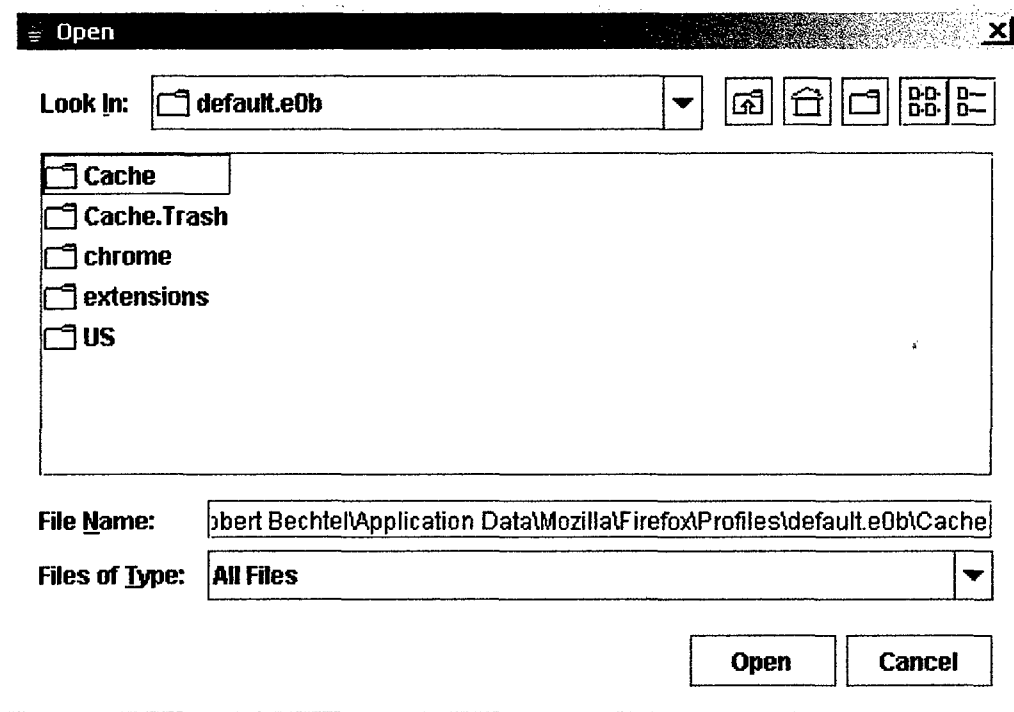 Open
Look In: default.e0b
Cache
Cache.Trash
chrome
extensions
US
File Name: Bechtel\Application Data\Mozilla\Firefox\Profiles\default.e0b\Cache
Files of Type: All Files
Open Cancel